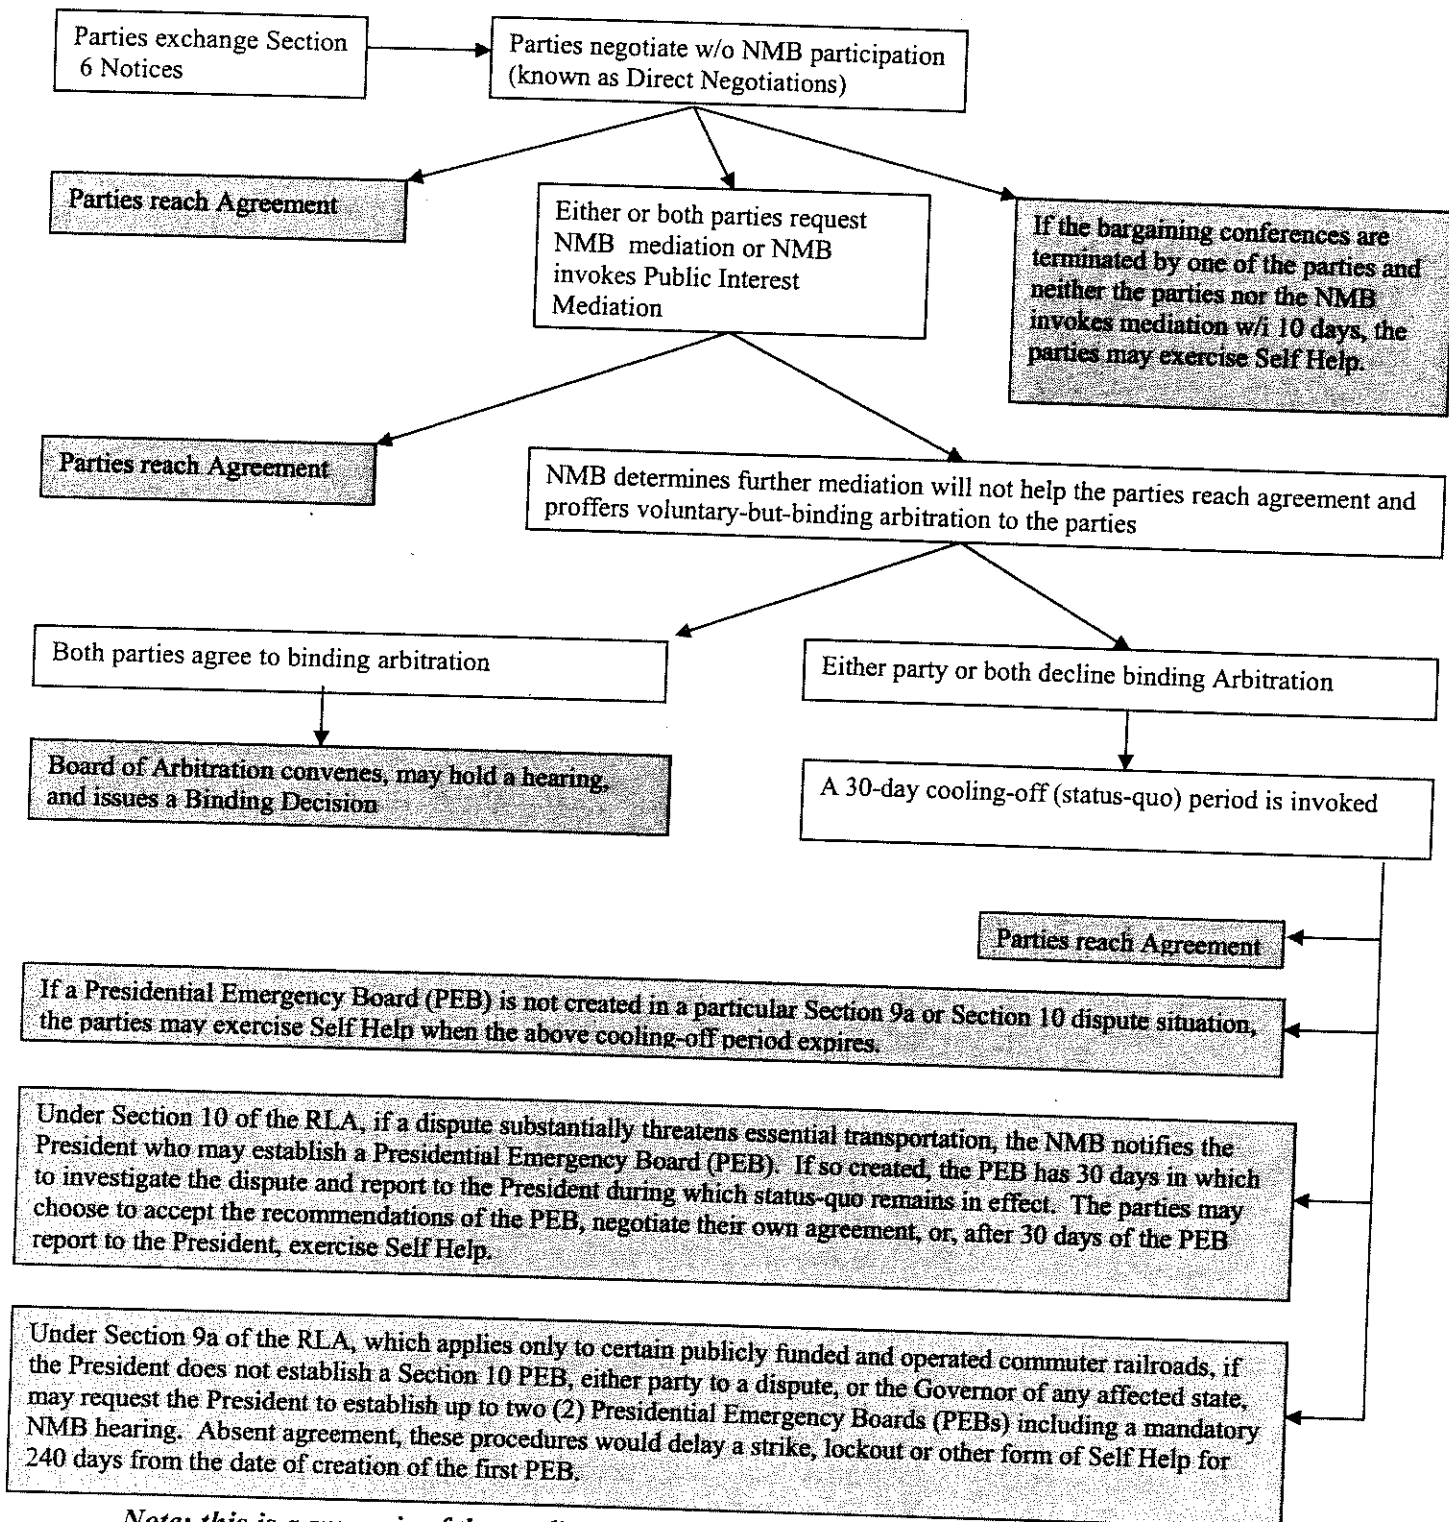 Parties exchange Section
6 Notices
Parties negotiate w/o NMB participation
(known as Direct Negotiations)
Parties reach Agreement
Either or both parties request
NMB mediation or NMB
invokes Public Interest
Mediation
If the bargaining conferences are
terminated by one of the parties and
neither the parties nor the NMB
invokes mediation w/i 10 days, the
parties may exercise Self Help.
Parties reach Agreement
NMB determines further mediation will not help the parties reach agreement and
proffers voluntary-but-binding arbitration to the parties
Both parties agree to binding arbitration
Either party or both decline binding Arbitration
Board of Arbitration convenes, may hold a hearing,
and issues a Binding Decision
A 30-day cooling-off (status-quo) period is invoked
Parties reach Agreement
If a Presidential Emergency Board (PEB) is not created in a particular Section 9a or Section 10 dispute situation,
the parties may exercise Self Help when the above cooling-off period expires.
Under Section 10 of the RLA, if a dispute substantially threatens essential transportation, the NMB notifies the
President who may establish a Presidential Emergency Board (PEB). If so created, the PEB has 30 days in which
to investigate the dispute and report to the President during which status-quo remains in effect. The parties may
choose to accept the recommendations of the PEB, negotiate their own agreement, or, after 30 days of the PEB
report to the President, exercise Self Help.
Under Section 9a of the RLA, which applies only to certain publicly funded and operated commuter railroads, if
the President does not establish a Section 10 PEB, either party to a dispute, or the Governor of any affected state,
may request the President to establish up to two (2) Presidential Emergency Boards (PEBs) including a mandatory
NMB hearing. Absent agreement, these procedures would delay a strike, lockout or other form of Self Help for
240 days from the date of creation of the first PEB.
Note: this is a